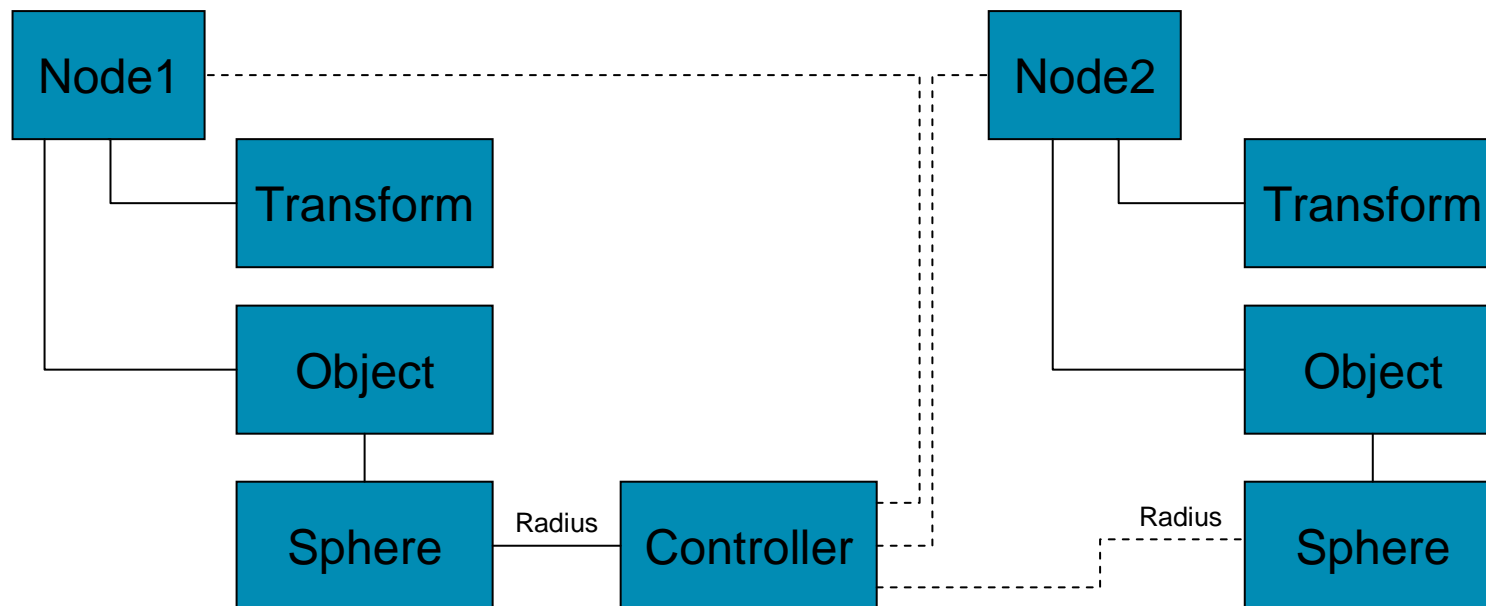 Node1
Node2
Transform
Transform
Object
Object
Radius
Radius
Sphere
Controller
Sphere